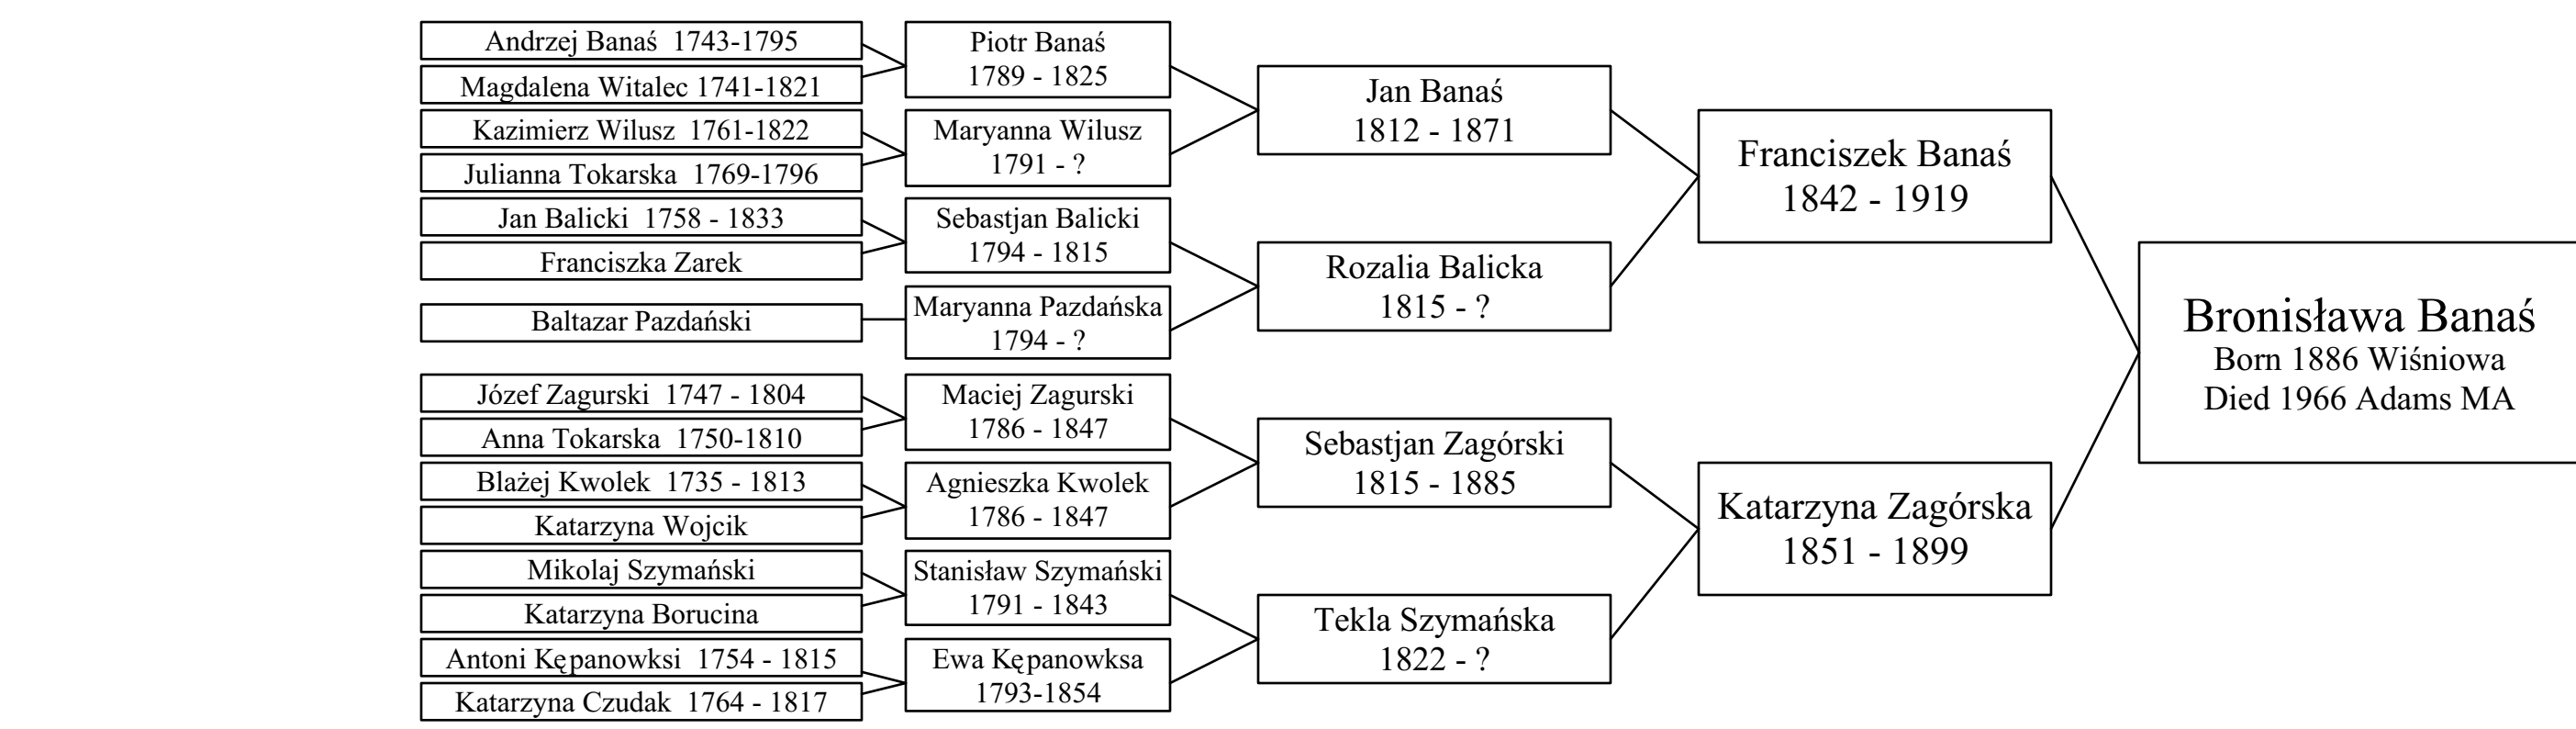 Andrzej Banaś 1743-1795
Magdalena Witalec 1741-1821
Kazimierz Wilusz 1761-1822
Julianna Tokarska 1769-1796
Jan Balicki 1758 - 1833
Franciszka Zarek
Baltazar Pazdański
Józef Zagurski 1747 - 1804
Anna Tokarska 1750-1810
Blażej Kwolek 1735 - 1813
Katarzyna Wojcik
Mikolaj Szymański
Katarzyna Borucina
Antoni Kępanowksi 1754 - 1815
Katarzyna Czudak 1764 - 1817
Piotr Banaś
1789 - 1825
Maryanna Wilusz
1791 - ?
Sebastjan Balicki
1794 - 1815
Maryanna Pazdańska
1794 - ?
Maciej Zagurski
1786 - 1847
Agnieszka Kwolek
1786 - 1847
Stanisław Szymański
1791 - 1843
Ewa Kępanowksa
1793-1854
Jan Banaś
1812 - 1871
Rozalia Balicka
1815 - ?
Sebastjan Zagórski
1815 - 1885
Tekla Szymańska
1822 - ?
Franciszek Banaś
1842 - 1919
Katarzyna Zagórska
1851 - 1899
Bronisława Banaś
Born 1886 Wiśniowa
Died 1966 Adams MA